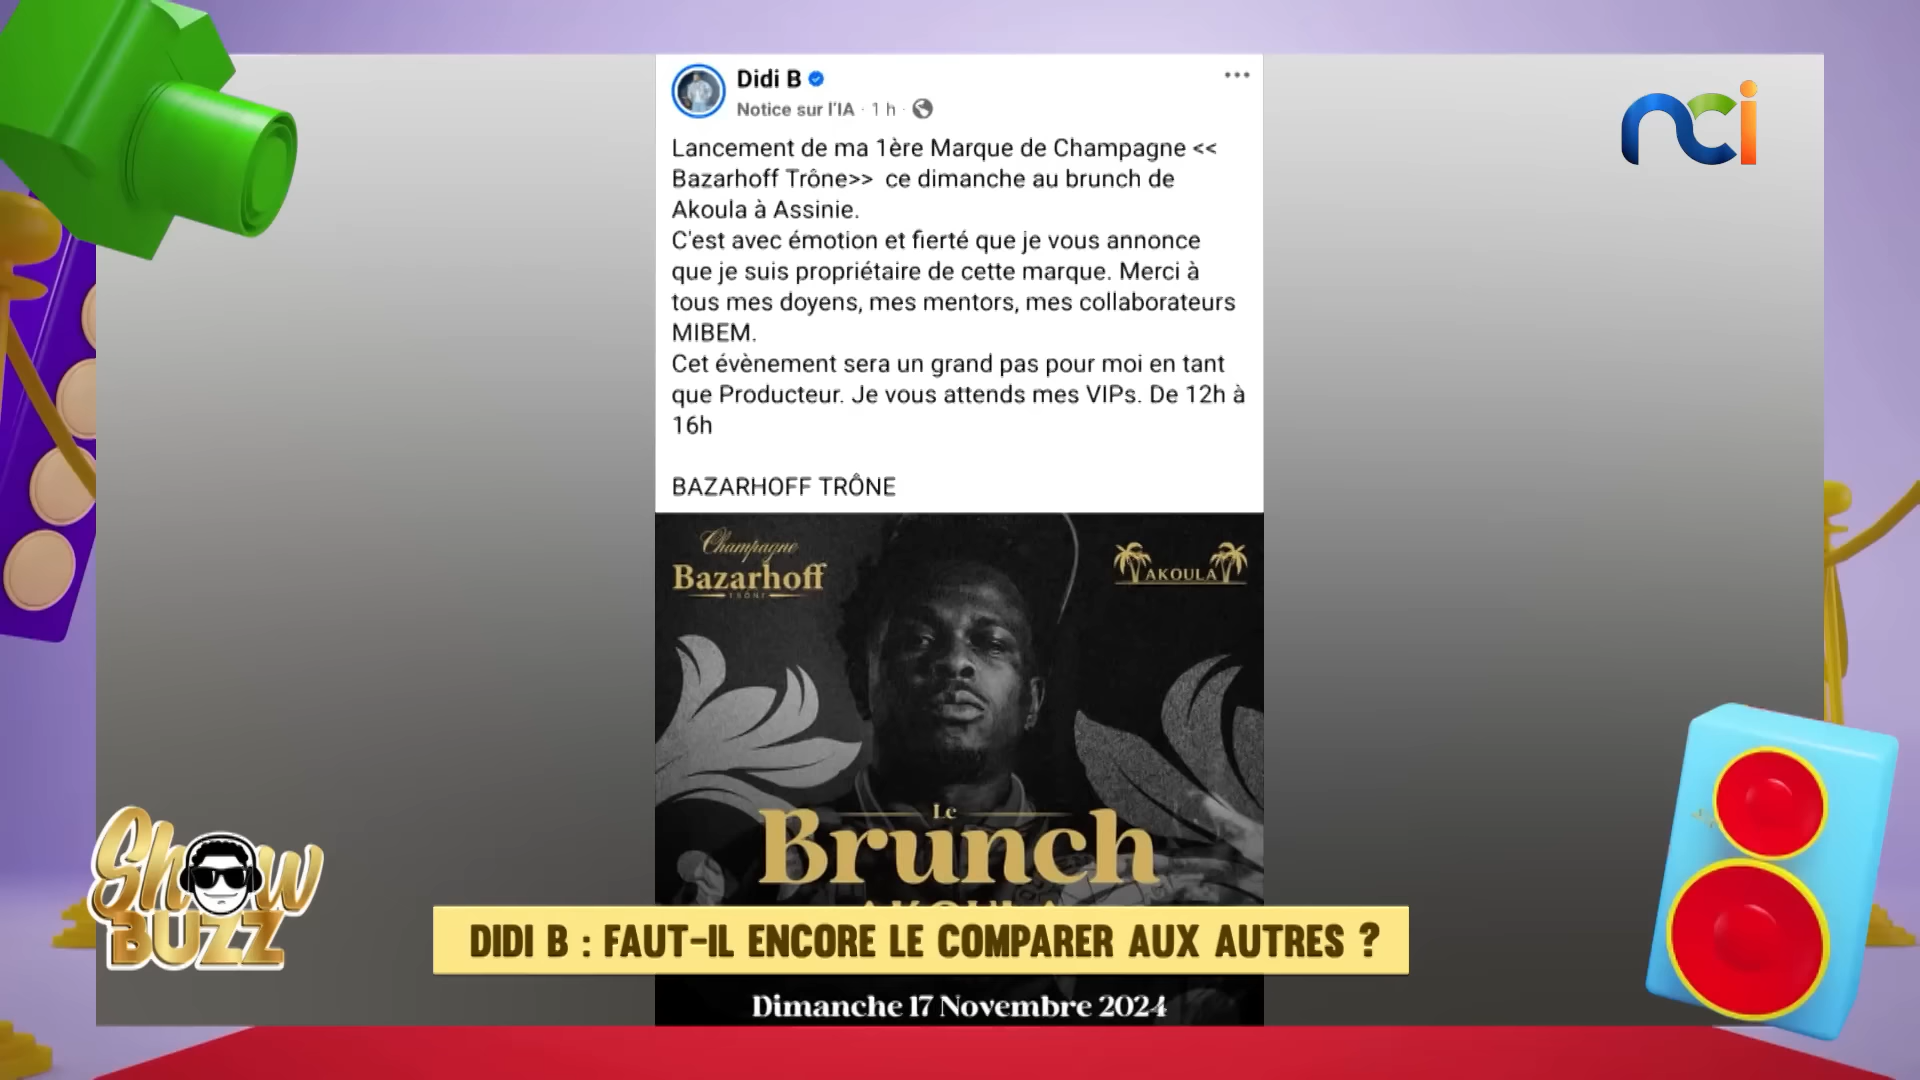 Didi B
Notice sur l'IA · 1 h ·
Lancement de ma 1ère Marque de Champagne <<
Bazarhoff Trône>> ce dimanche au brunch de
Akoula à Assinie.
C'est avec émotion et fierté que je vous annonce
que je suis propriétaire de cette marque. Merci à
tous mes doyens, mes mentors, mes collaborateurs
MIBEM.
Cet évènement sera un grand pas pour moi en tant
que Producteur. Je vous attends mes VIPs. De 12h à
16h
BAZARHOFF TRÔNE
nci
Champagne
Bazarhoff
TRÔNE
AKOULA
Le
Brunch
Show
BUZZ
DIDI B : FAUT-IL ENCORE LE COMPARER AUX AUTRES ?
Dimanche 17 Novembre 2024